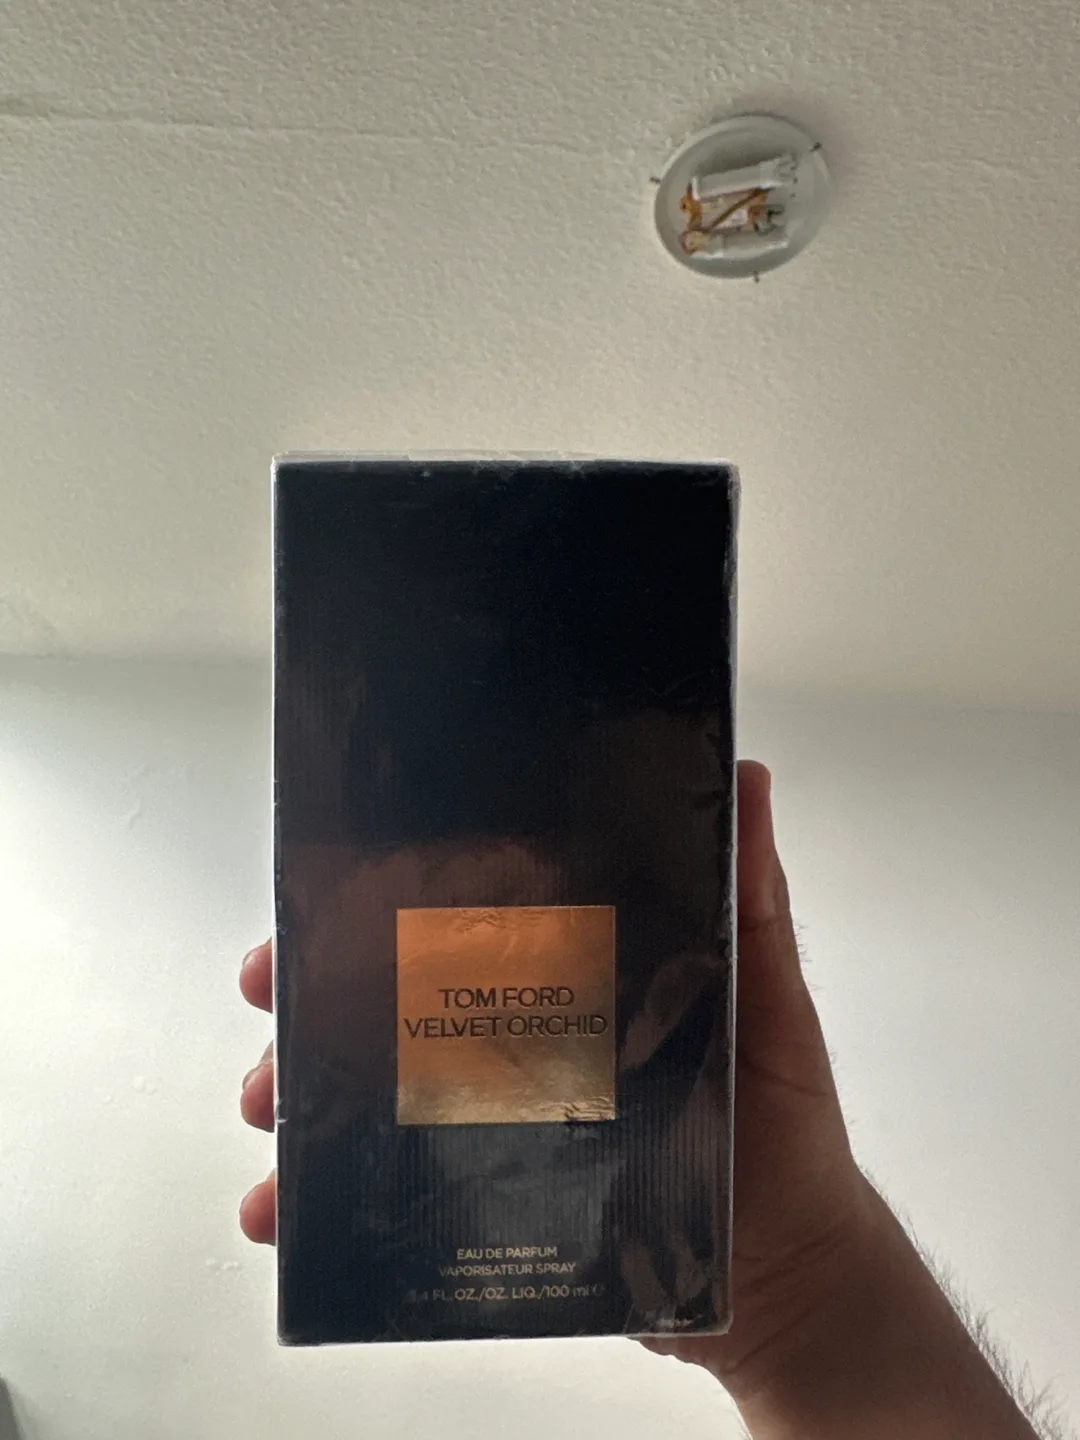 TOM FORD
VELVET ORCHID
EAU DE PARFUM
VAPORISATEUR SPRAY
FL. OZ./OZ. LIQ./100 ml ℮